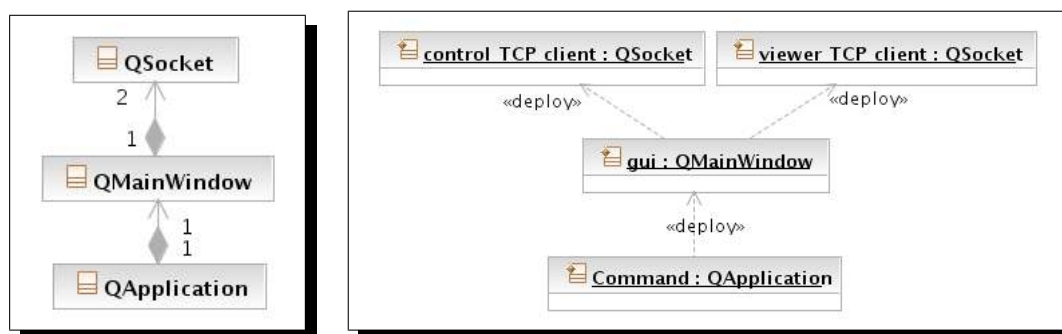 QSocket
2
1
QMainWindow
1
1
QApplication
control TCP client : QSocket
viewer TCP client : QSocket
«deploy»
«deploy»
gui : QMainWindow
«deploy»
Command : QApplication